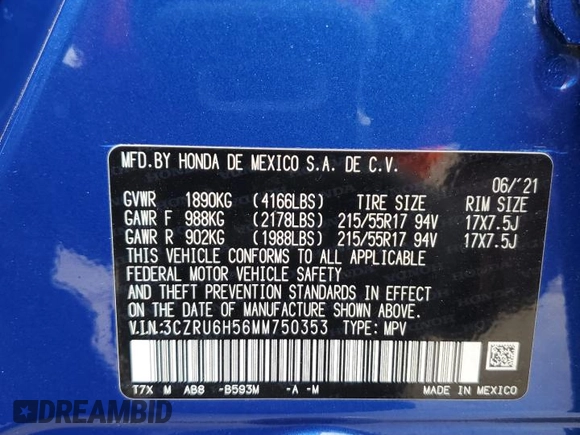 MFD.BY HONDA DE MEXICO S.A. DE C.V.
06/'21
GVWR 1890KG (4166LBS) TIRE SIZE RIM SIZE
GAWR F 988KG (2178LBS) 215/55R17 94V 17X7.5J
GAWR R 902KG (1988LBS) 215/55R17 94V 17X7.5J
THIS VEHICLE CONFORMS TO ALL APPLICABLE
FEDERAL MOTOR VEHICLE SAFETY
AND THEFT PREVENTION STANDARDS IN EFFECT
ON THE DATE OF MANUFACTURE SHOWN ABOVE.
V.I.N:3CZRU6H56MM750353 TYPE: MPV
T7X M AB8 -B593M -A -M MADE IN MEXICO
DREAMBID